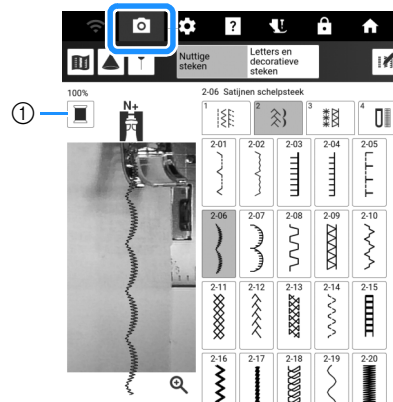 ?
Nuttige
steken
Letters en
decoratieve
steken
100%
N+
2-06 Satijnen schelpsteek
1 2 3 4
2-01 2-02 2-03 2-04 2-05
2-06 2-07 2-08 2-09 2-10
2-11 2-12 2-13 2-14 2-15
2-16 2-17 2-18 2-19 2-20
1